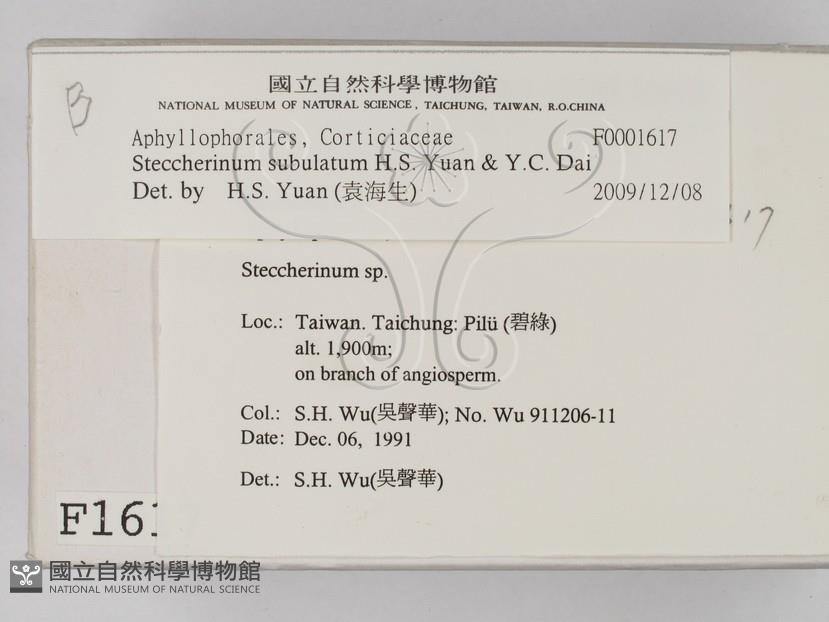 B
國立自然科學博物館
NATIONAL MUSEUM OF NATURAL SCIENCE, TAICHUNG, TAIWAN, R.O.CHINA
Aphyllophorales, Corticiaceae F0001617
Steccherinum subulatum H.S. Yuan & Y.C. Dai
Det. by H.S. Yuan (袁海生) 2009/12/08
17
Steccherinum sp.
Loc.: Taiwan. Taichung: Pilü (碧綠)
alt. 1,900m;
on branch of angiosperm.
Col.: S.H. Wu(吳聲華); No. Wu 911206-11
Date: Dec. 06, 1991
Det.: S.H. Wu(吳聲華)
F161
國立自然科學博物館
NATIONAL MUSEUM OF NATURAL SCIENCE